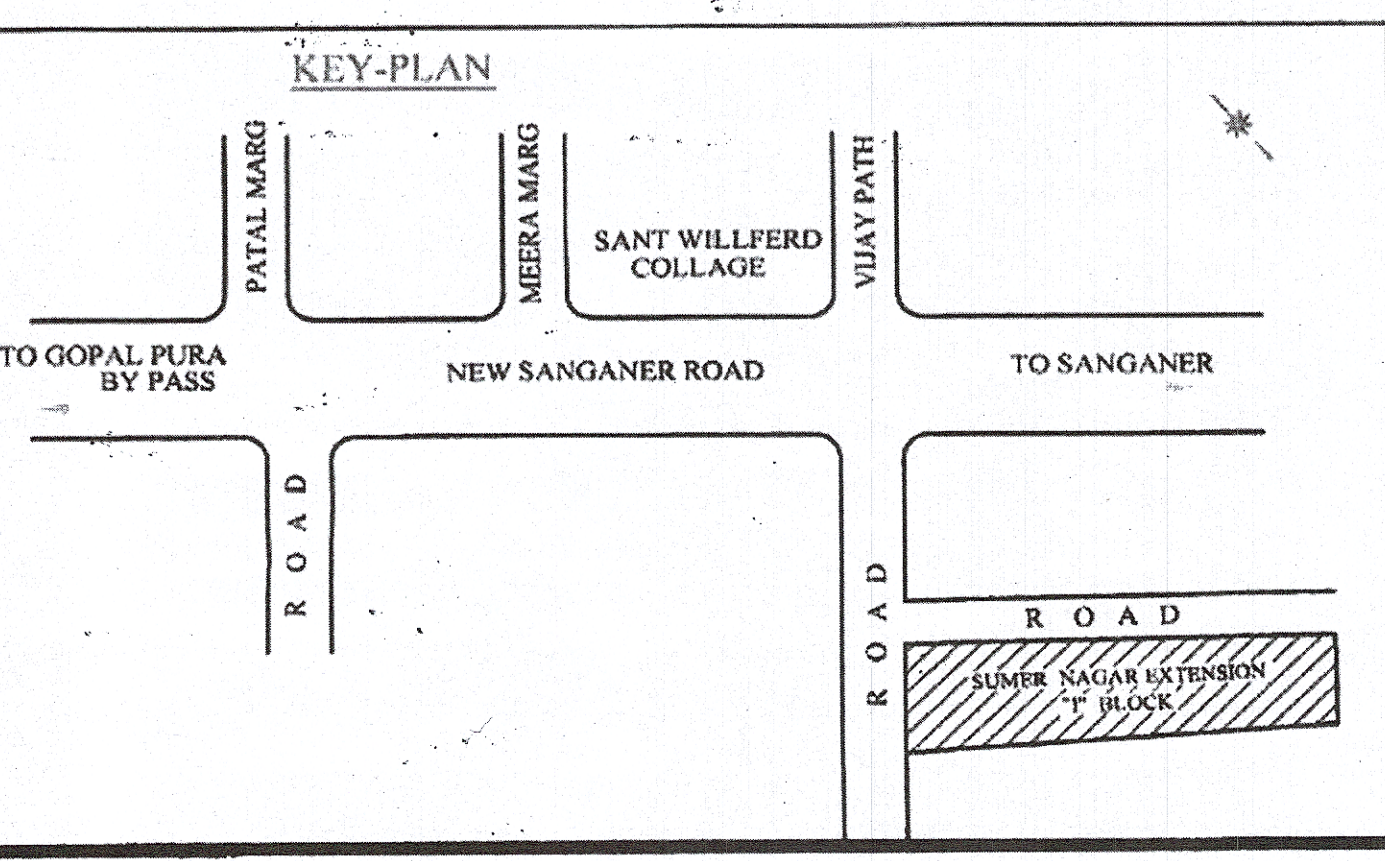 KEY-PLAN
PATAL MARG
MEERA MARG
SANT WILLFERD
COLLAGE
VIJAY PATH
TO GOPAL PURA
BY PASS
NEW SANGANER ROAD
TO SANGANER
ROAD
ROAD
ROAD
SUMER NAGAR EXTENSION
"I" BLOCK